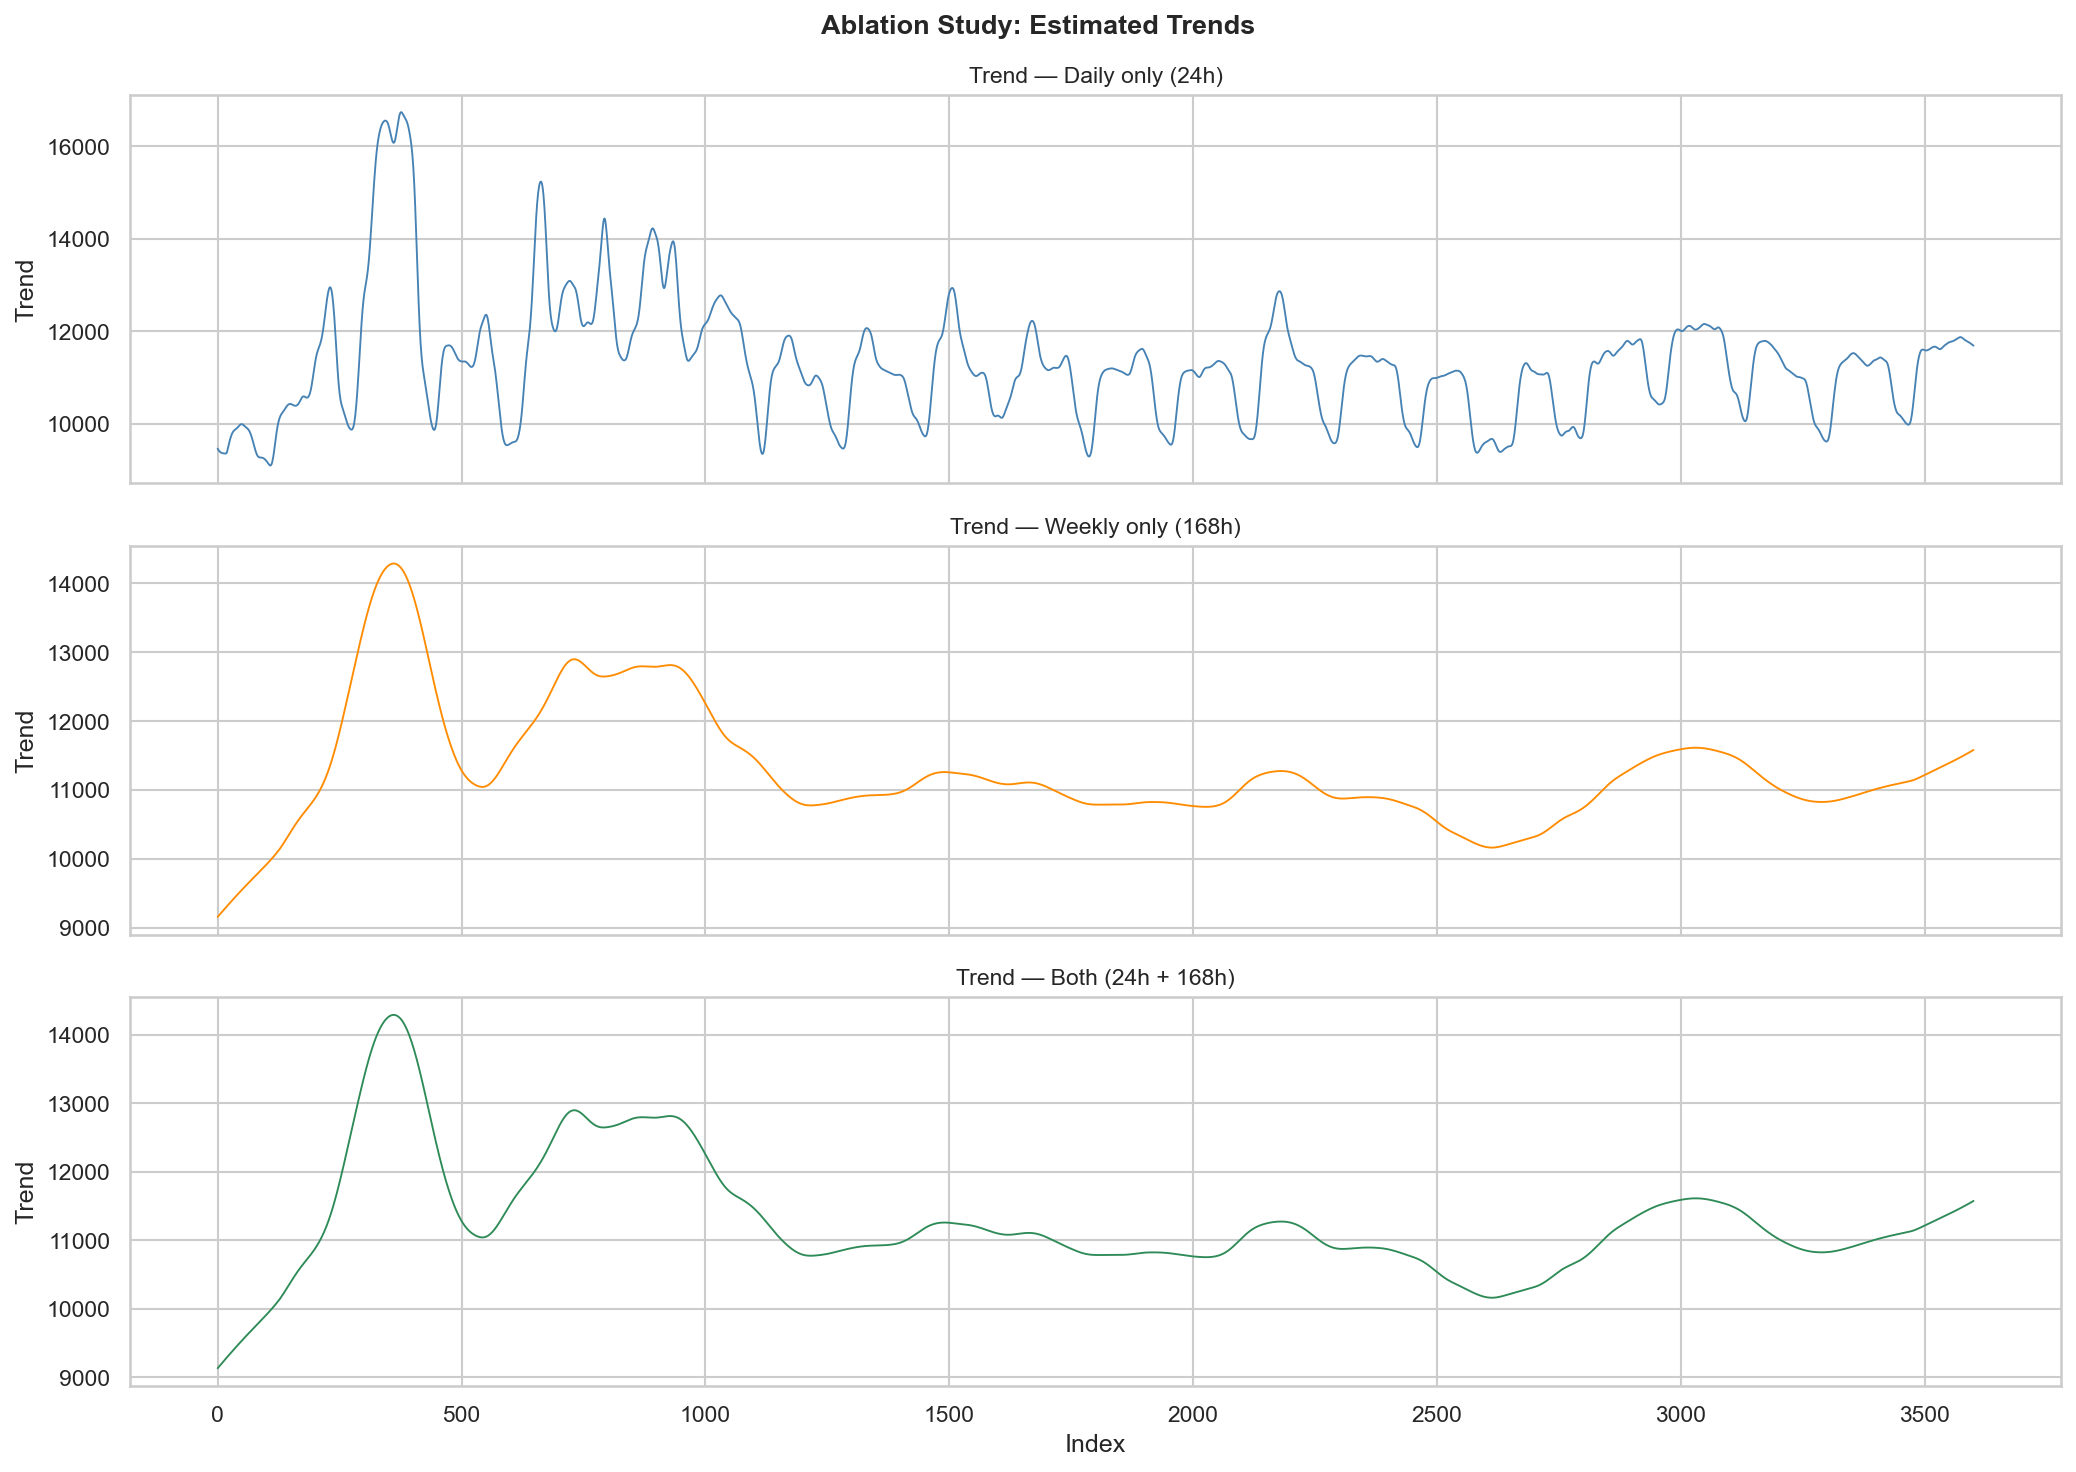 Ablation Study: Estimated Trends
Trend — Daily only (24h)
16000
14000
12000
10000
Trend
Trend — Weekly only (168h)
14000
13000
12000
11000
10000
9000
Trend
Trend — Both (24h + 168h)
14000
13000
12000
11000
10000
9000
Trend
0 500 1000 1500 2000 2500 3000 3500
Index